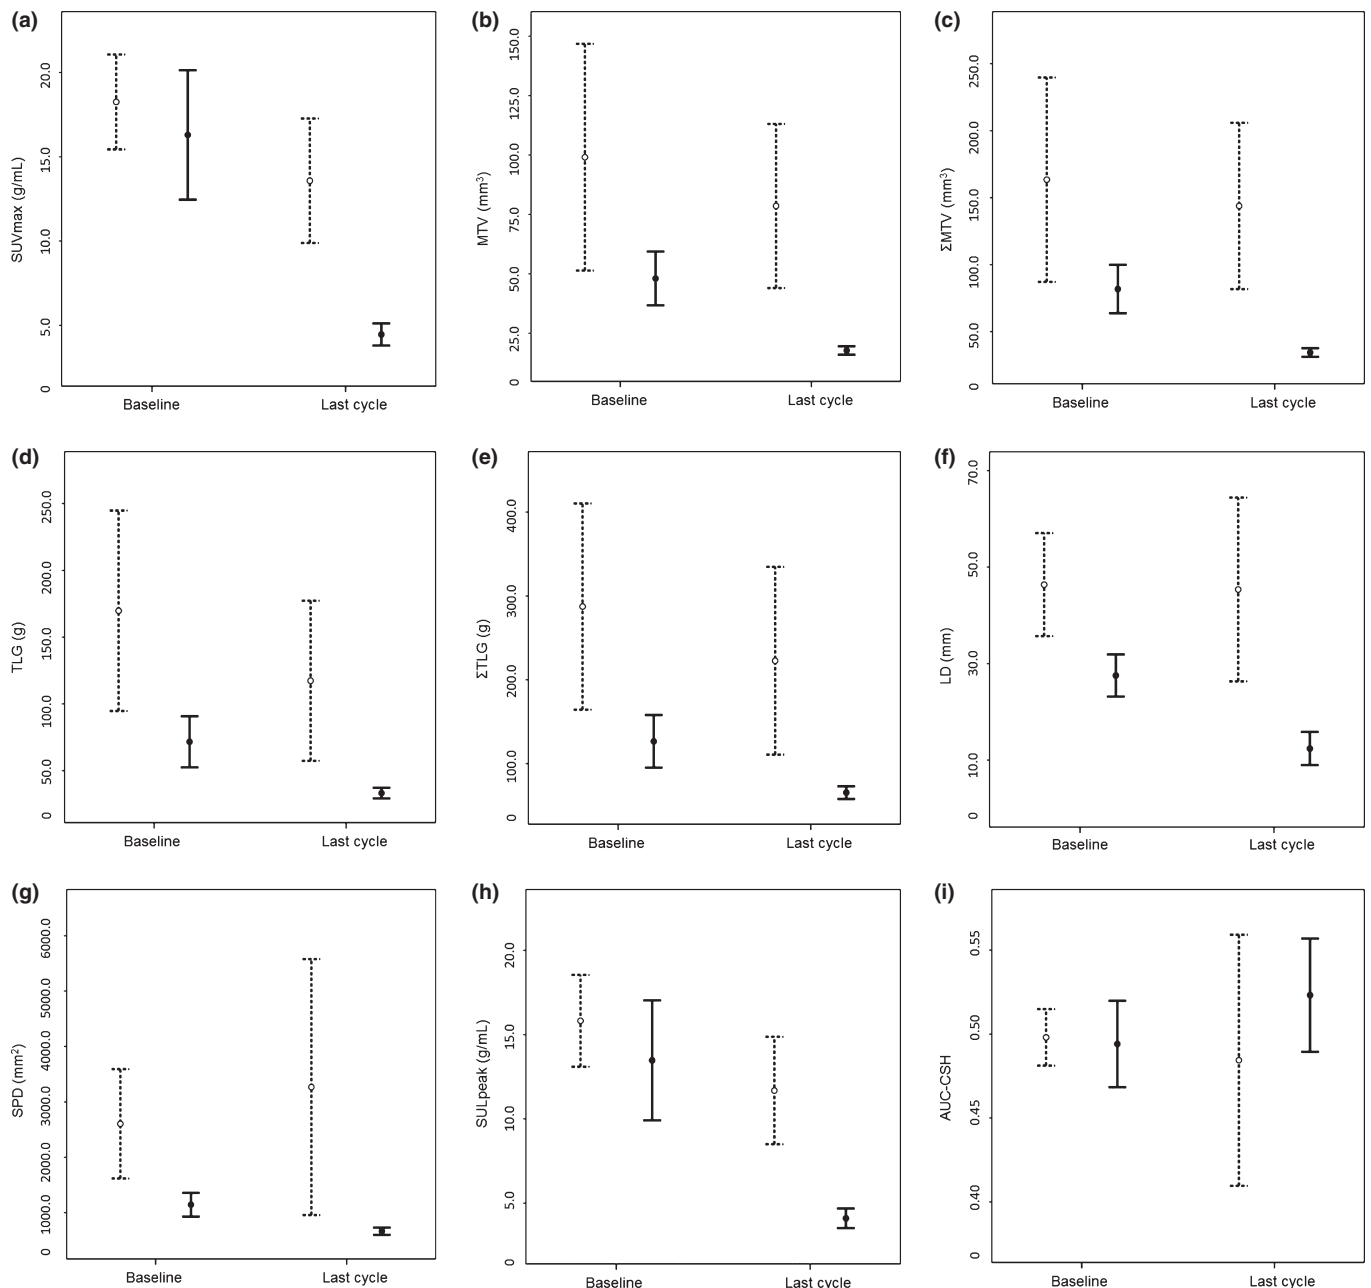 (a)
SUVmax (g/mL)
20.0
15.0
10.0
5.0
0
Baseline Last cycle
(b)
MTV (mm³)
150.0
125.0
100.0
75.0
50.0
25.0
0
Baseline Last cycle
(c)
ΣMTV (mm³)
250.0
200.0
150.0
100.0
50.0
0
Baseline Last cycle
(d)
TLG (g)
250.0
200.0
150.0
100.0
50.0
0
Baseline Last cycle
(e)
ΣTLG (g)
400.0
300.0
200.0
100.0
0
Baseline Last cycle
(f)
LD (mm)
70.0
50.0
30.0
10.0
0
Baseline Last cycle
(g)
SPD (mm²)
6000.0
5000.0
4000.0
3000.0
2000.0
1000.0
0
Baseline Last cycle
(h)
SULpeak (g/mL)
20.0
15.0
10.0
5.0
0
Baseline Last cycle
(i)
AUC-CSH
0.55
0.50
0.45
0.40
0
Baseline Last cycle